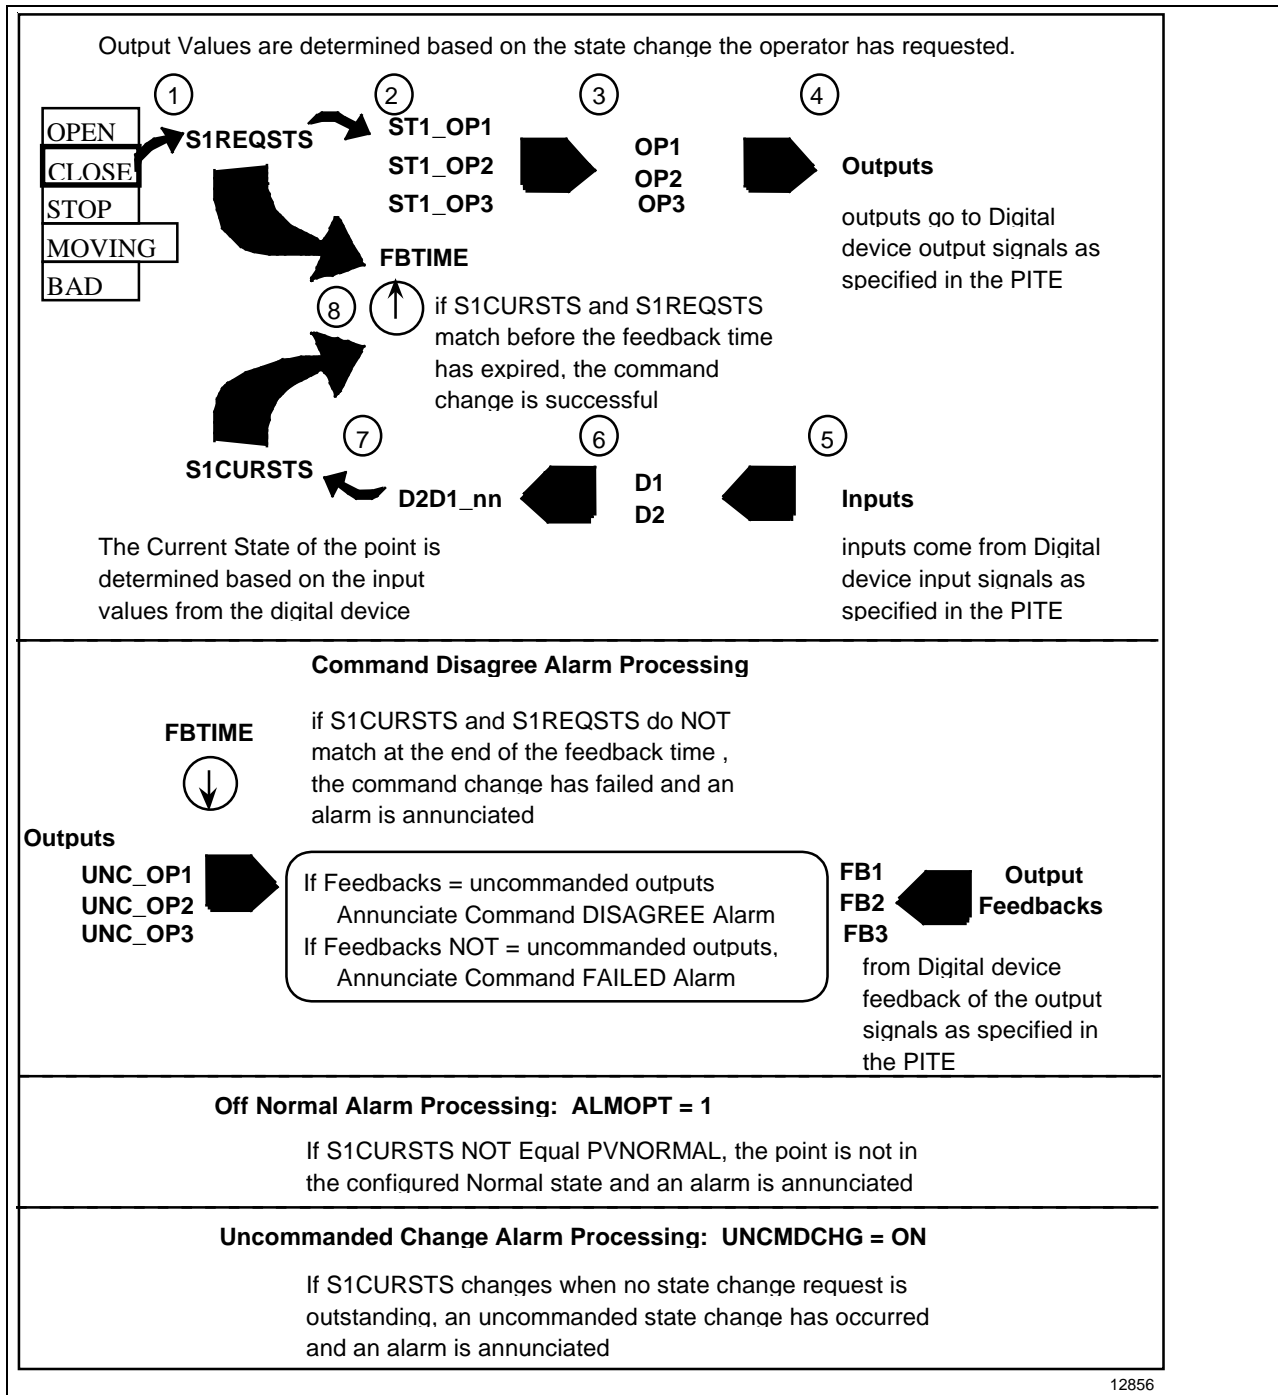 Output Values are determined based on the state change the operator has requested.
1
2
3
4
OPEN
CLOSE
STOP
MOVING
BAD
S1REQSTS
ST1_OP1
ST1_OP2
ST1_OP3
OP1
OP2
OP3
Outputs
outputs go to Digital
device output signals as
specified in the PITE
FBTIME
8
if S1CURSTS and S1REQSTS
match before the feedback time
has expired, the command
change is successful
7
6
5
S1CURSTS
D2D1_nn
D1
D2
Inputs
The Current State of the point is
determined based on the input
values from the digital device
inputs come from Digital
device input signals as
specified in the PITE
Command Disagree Alarm Processing
FBTIME
if S1CURSTS and S1REQSTS do NOT
match at the end of the feedback time ,
the command change has failed and an
alarm is annunciated
Outputs
UNC_OP1
UNC_OP2
UNC_OP3
If Feedbacks = uncommanded outputs
Annunciate Command DISAGREE Alarm
If Feedbacks NOT = uncommanded outputs,
Annunciate Command FAILED Alarm
FB1
FB2
FB3
Output
Feedbacks
from Digital device
feedback of the output
signals as specified in
the PITE
Off Normal Alarm Processing: ALMOPT = 1
If S1CURSTS NOT Equal PVNORMAL, the point is not in
the configured Normal state and an alarm is annunciated
Uncommanded Change Alarm Processing: UNCMDCHG = ON
If S1CURSTS changes when no state change request is
outstanding, an uncommanded state change has occurred
and an alarm is annunciated
12856